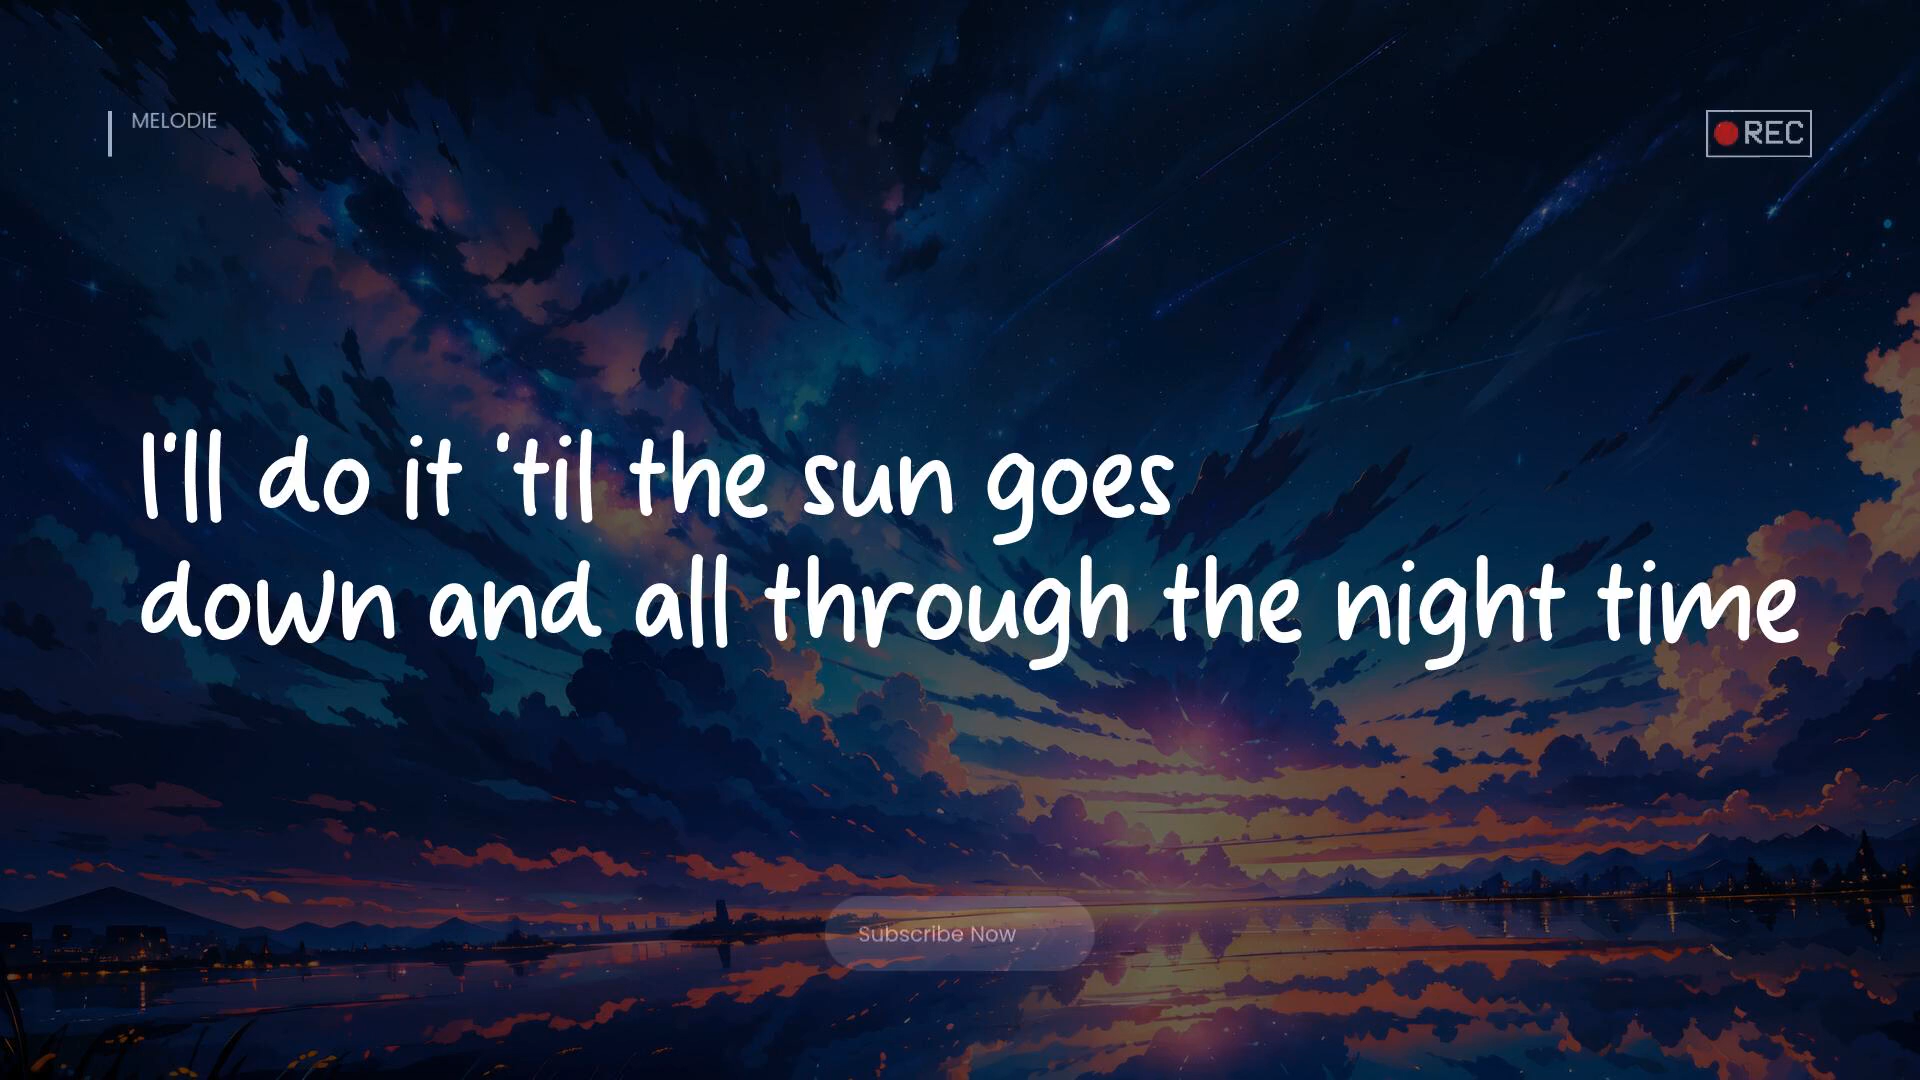 MELODIE
REC
I'll do it 'til the sun goes
down and all through the night time
Subscribe Now